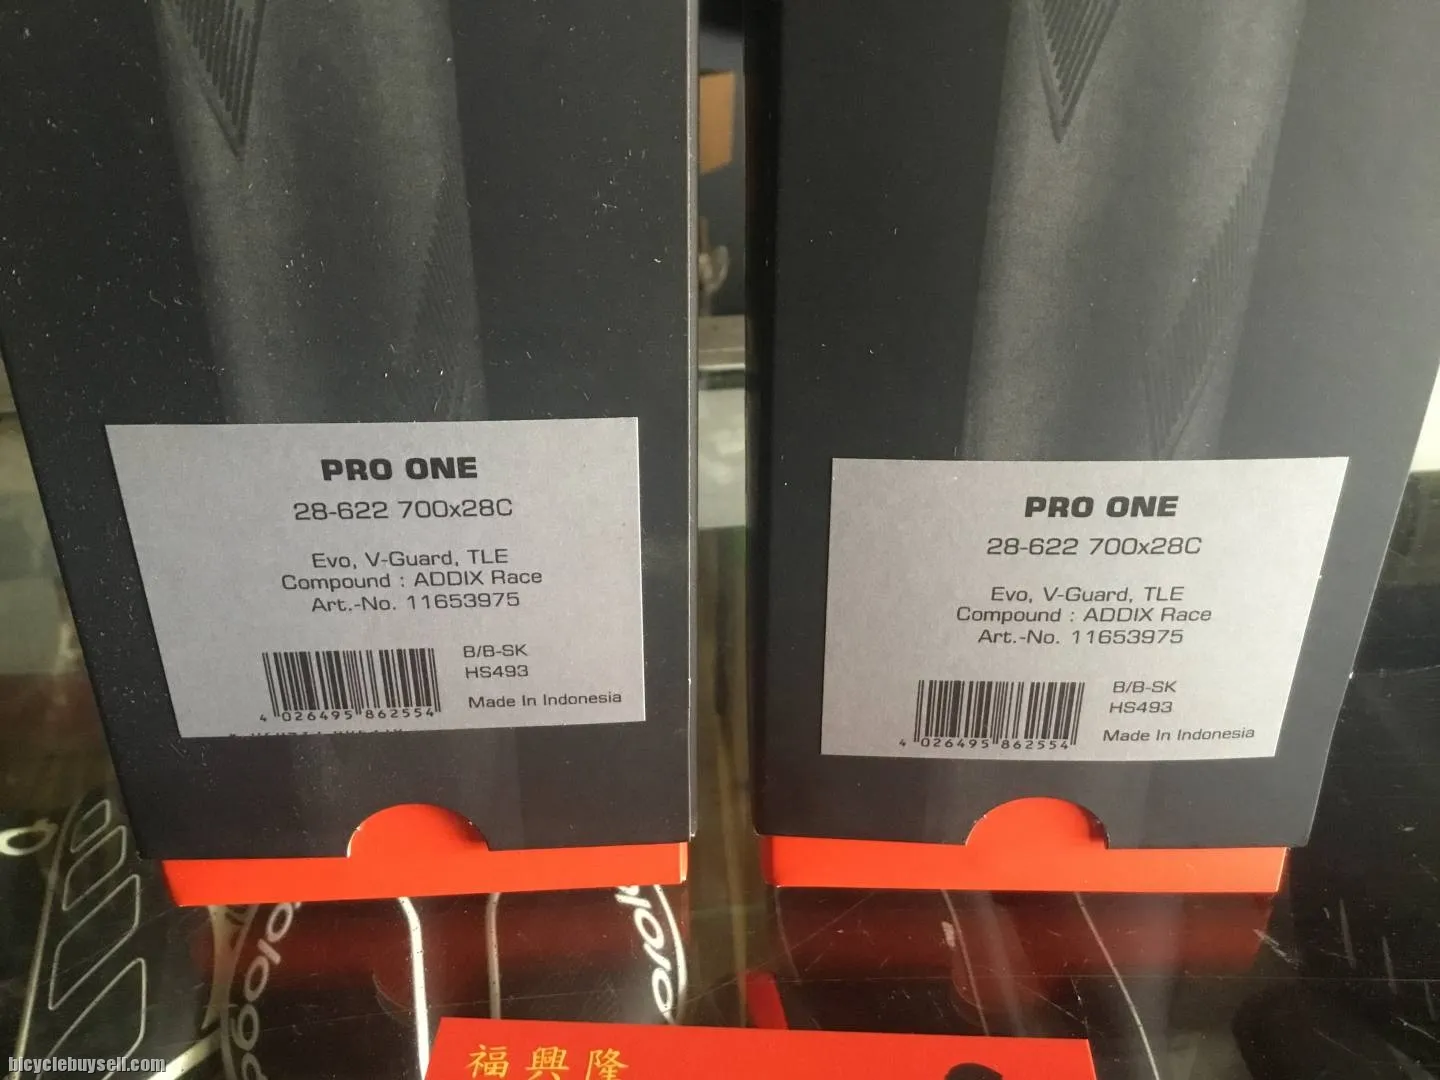 PRO ONE
28-622 700x28C
Evo, V-Guard, TLE
Compound : ADDIX Race
Art.-No. 11653975
B/B-SK
HS493
Made In Indonesia
4 026495 862554
PRO ONE
28-622 700x28C
Evo, V-Guard, TLE
Compound : ADDIX Race
Art.-No. 11653975
B/B-SK
HS493
Made In Indonesia
4 026495 862554
福興隆
bicyclebuysell.com